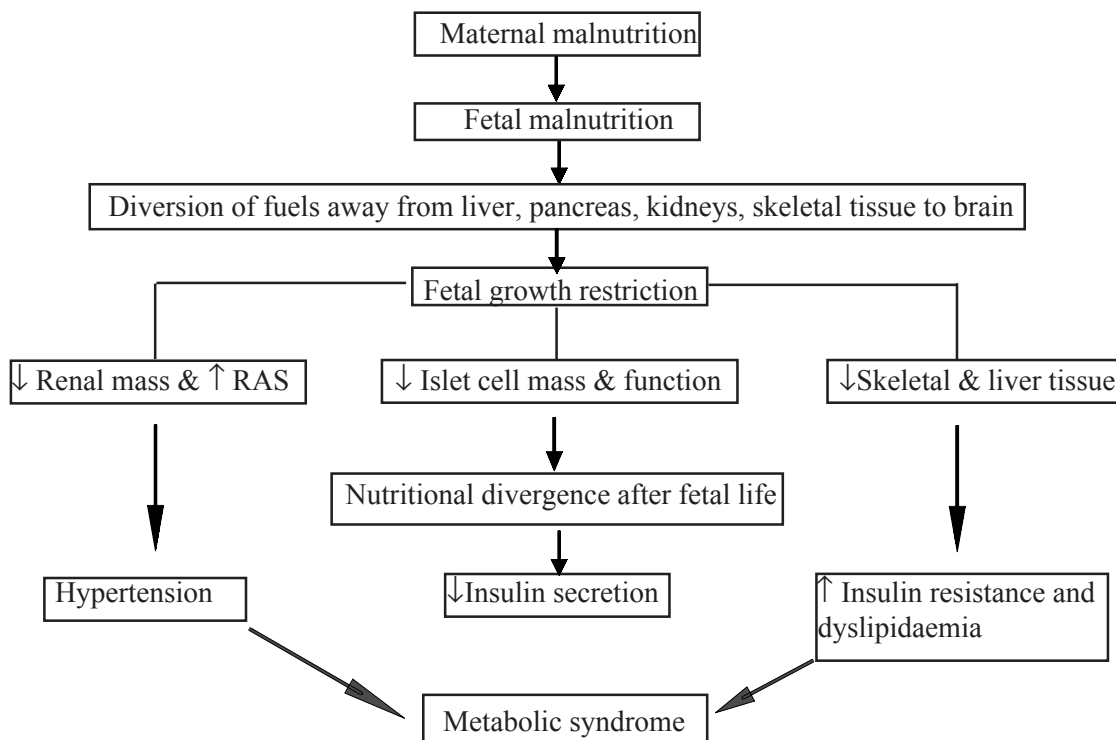 Maternal malnutrition
Fetal malnutrition
Diversion of fuels away from liver, pancreas, kidneys, skeletal tissue to brain
Fetal growth restriction
↓ Renal mass & ↑ RAS
↓ Islet cell mass & function
↓Skeletal & liver tissue
Nutritional divergence after fetal life
Hypertension
↓Insulin secretion
↑ Insulin resistance and
dyslipidaemia
Metabolic syndrome